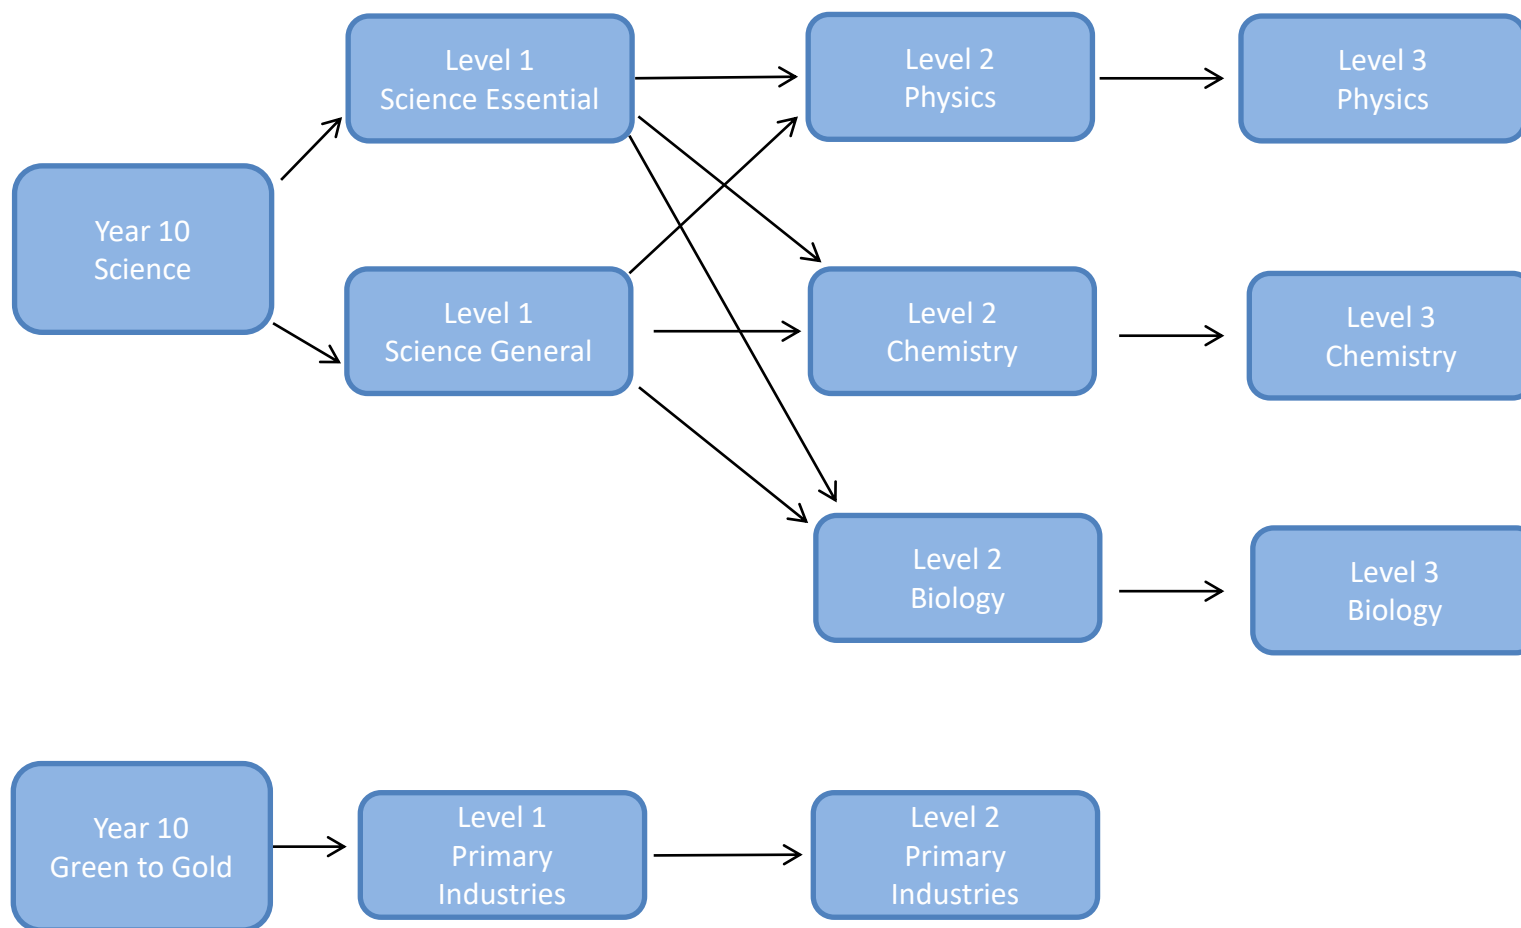 Level 1
Science Essential
Level 2
Physics
Level 3
Physics
Year 10
Science
Level 1
Science General
Level 2
Chemistry
Level 3
Chemistry
Level 2
Biology
Level 3
Biology
Year 10
Green to Gold
Level 1
Primary
Industries
Level 2
Primary
Industries